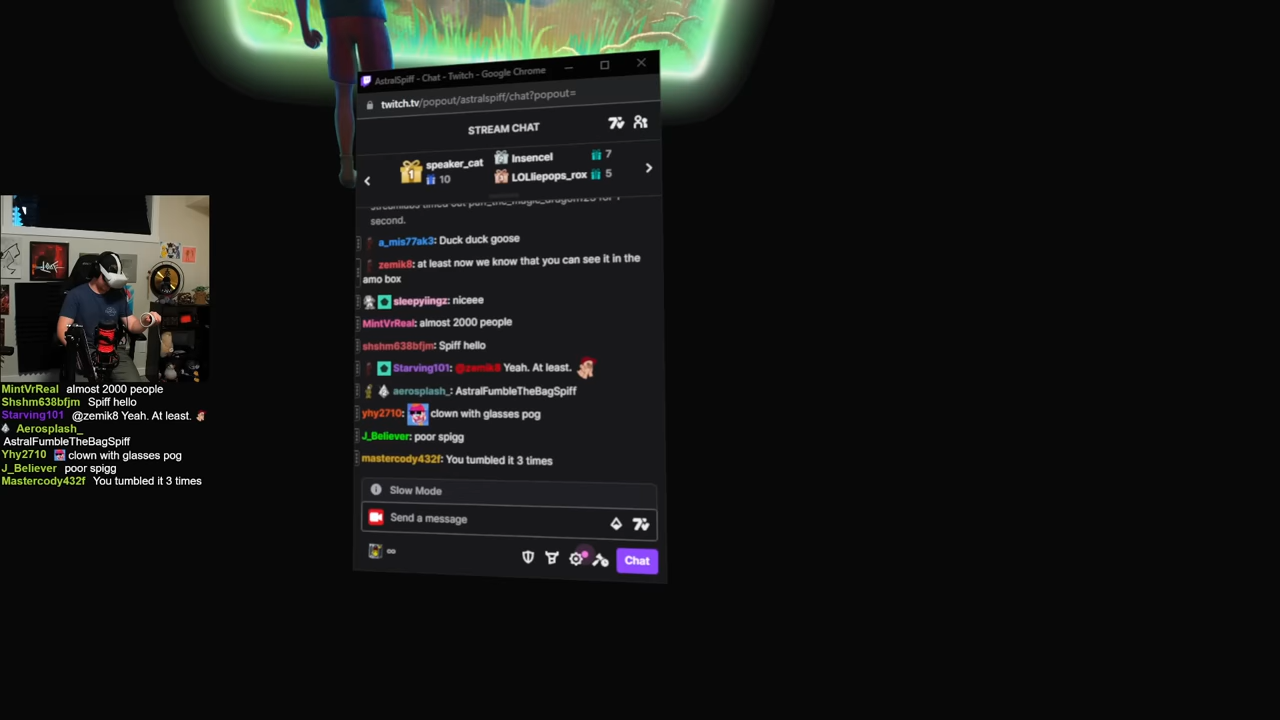 AstralSpiff - Chat - Twitch - Google Chrome
twitch.tv/popout/astralspiff/chat?popout=
STREAM CHAT
1 speaker_cat 10
Insencel 7
LOLliepops_rox 5
second.
a_mis77ak3: Duck duck goose
zemik8: at least now we know that you can see it in the
amo box
sleepyiingz: niceee
MintVrReal: almost 2000 people
shshm638bfjm: Spiff hello
Starving101: @zemik8 Yeah. At least.
aerosplash_: AstralFumbleTheBagSpiff
yhy2710: clown with glasses pog
J_Believer: poor spigg
mastercody432f: You tumbled it 3 times
Slow Mode
Send a message
∞
Chat
MintVrReal almost 2000 people
Shshm638bfjm Spiff hello
Starving101 @zemik8 Yeah. At least.
Aerosplash_
AstralFumbleTheBagSpiff
Yhy2710 clown with glasses pog
J_Believer poor spigg
Mastercody432f You tumbled it 3 times